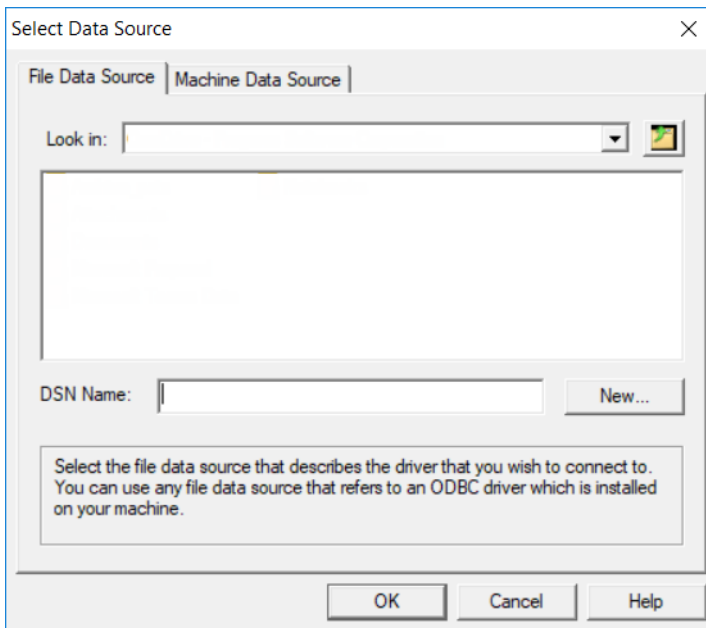 Select Data Source
File Data Source
Machine Data Source
Look in:
DSN Name:
New...
Select the file data source that describes the driver that you wish to connect to.
You can use any file data source that refers to an ODBC driver which is installed
on your machine.
OK
Cancel
Help